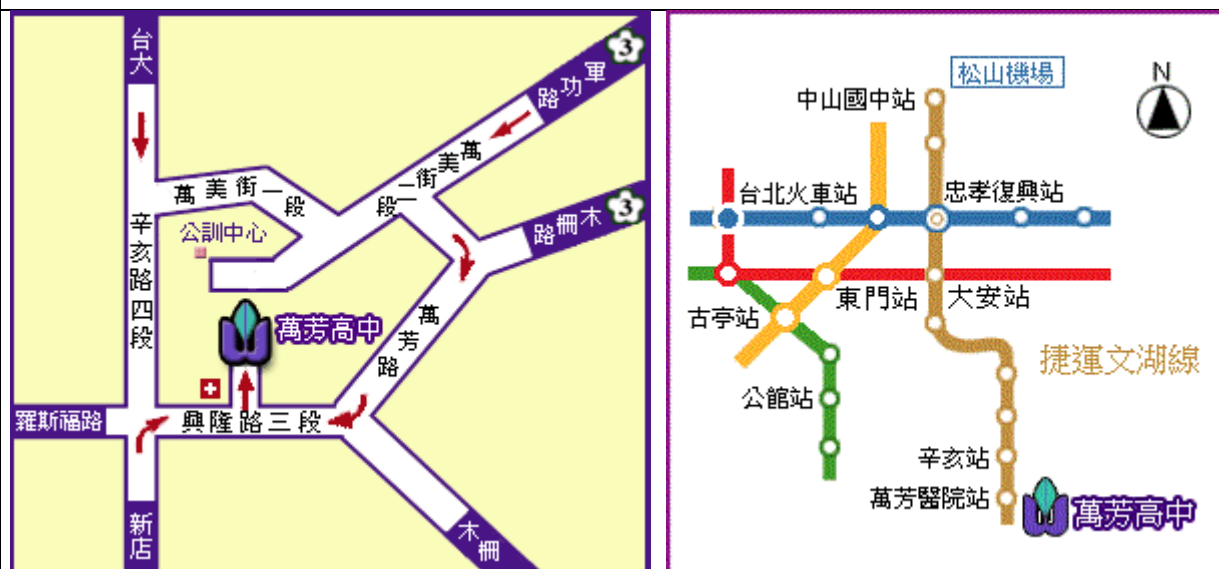 台大
3
軍功路
萬美街二段
萬美街一段
3
木柵路
公訓中心
辛亥路四段
萬芳高中
萬芳路
羅斯福路
興隆路三段
新店
木柵
松山機場
N
中山國中站
台北火車站
忠孝復興站
東門站
大安站
古亭站
捷運文湖線
公館站
辛亥站
萬芳醫院站
萬芳高中